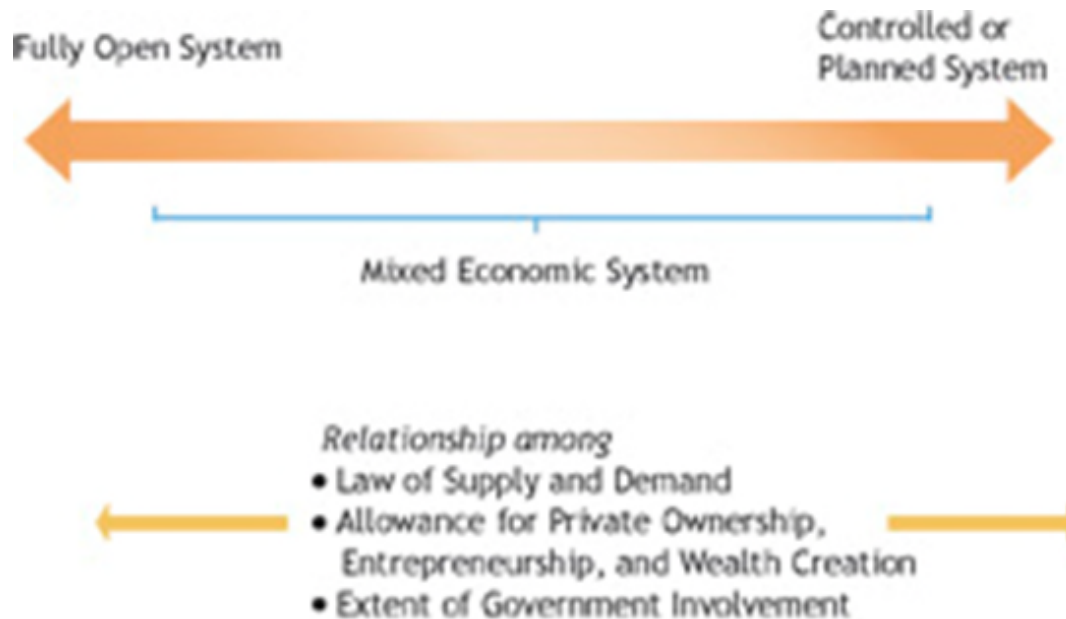 Fully Open System
Controlled or
Planned System
Mixed Economic System
Relationship among
• Law of Supply and Demand
• Allowance for Private Ownership,
Entrepreneurship, and Wealth Creation
• Extent of Government Involvement